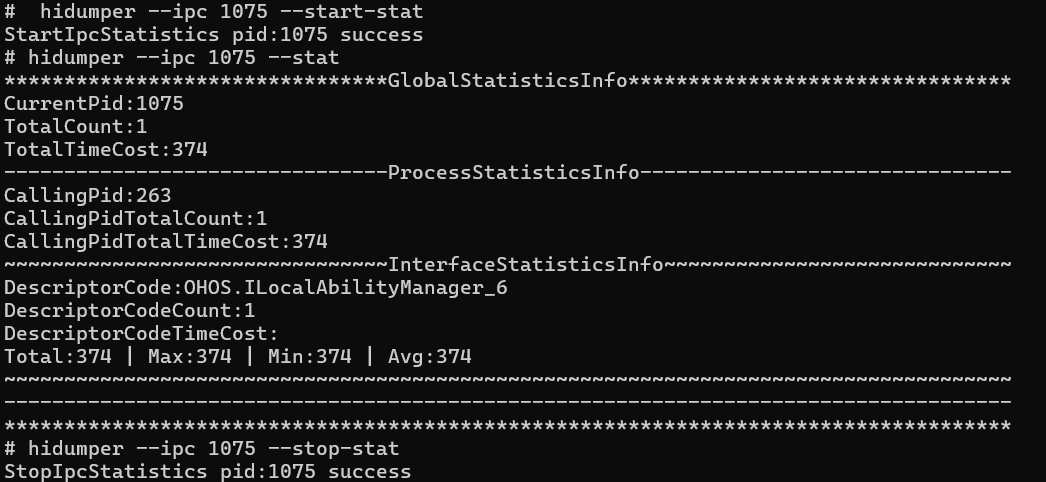 #  hidumper --ipc 1075 --start-stat
StartIpcStatistics pid:1075 success
# hidumper --ipc 1075 --stat
********************************GlobalStatisticsInfo********************************
CurrentPid:1075
TotalCount:1
TotalTimeCost:374
--------------------------------ProcessStatisticsInfo-------------------------------
CallingPid:263
CallingPidTotalCount:1
CallingPidTotalTimeCost:374
~~~~~~~~~~~~~~~~~~~~~~~~~~~~~~~~InterfaceStatisticsInfo~~~~~~~~~~~~~~~~~~~~~~~~~~~~~
DescriptorCode:OHOS.ILocalAbilityManager_6
DescriptorCodeCount:1
DescriptorCodeTimeCost:
Total:374 | Max:374 | Min:374 | Avg:374
~~~~~~~~~~~~~~~~~~~~~~~~~~~~~~~~~~~~~~~~~~~~~~~~~~~~~~~~~~~~~~~~~~~~~~~~~~~~~~~~~~~~
------------------------------------------------------------------------------------
************************************************************************************
# hidumper --ipc 1075 --stop-stat
StopIpcStatistics pid:1075 success